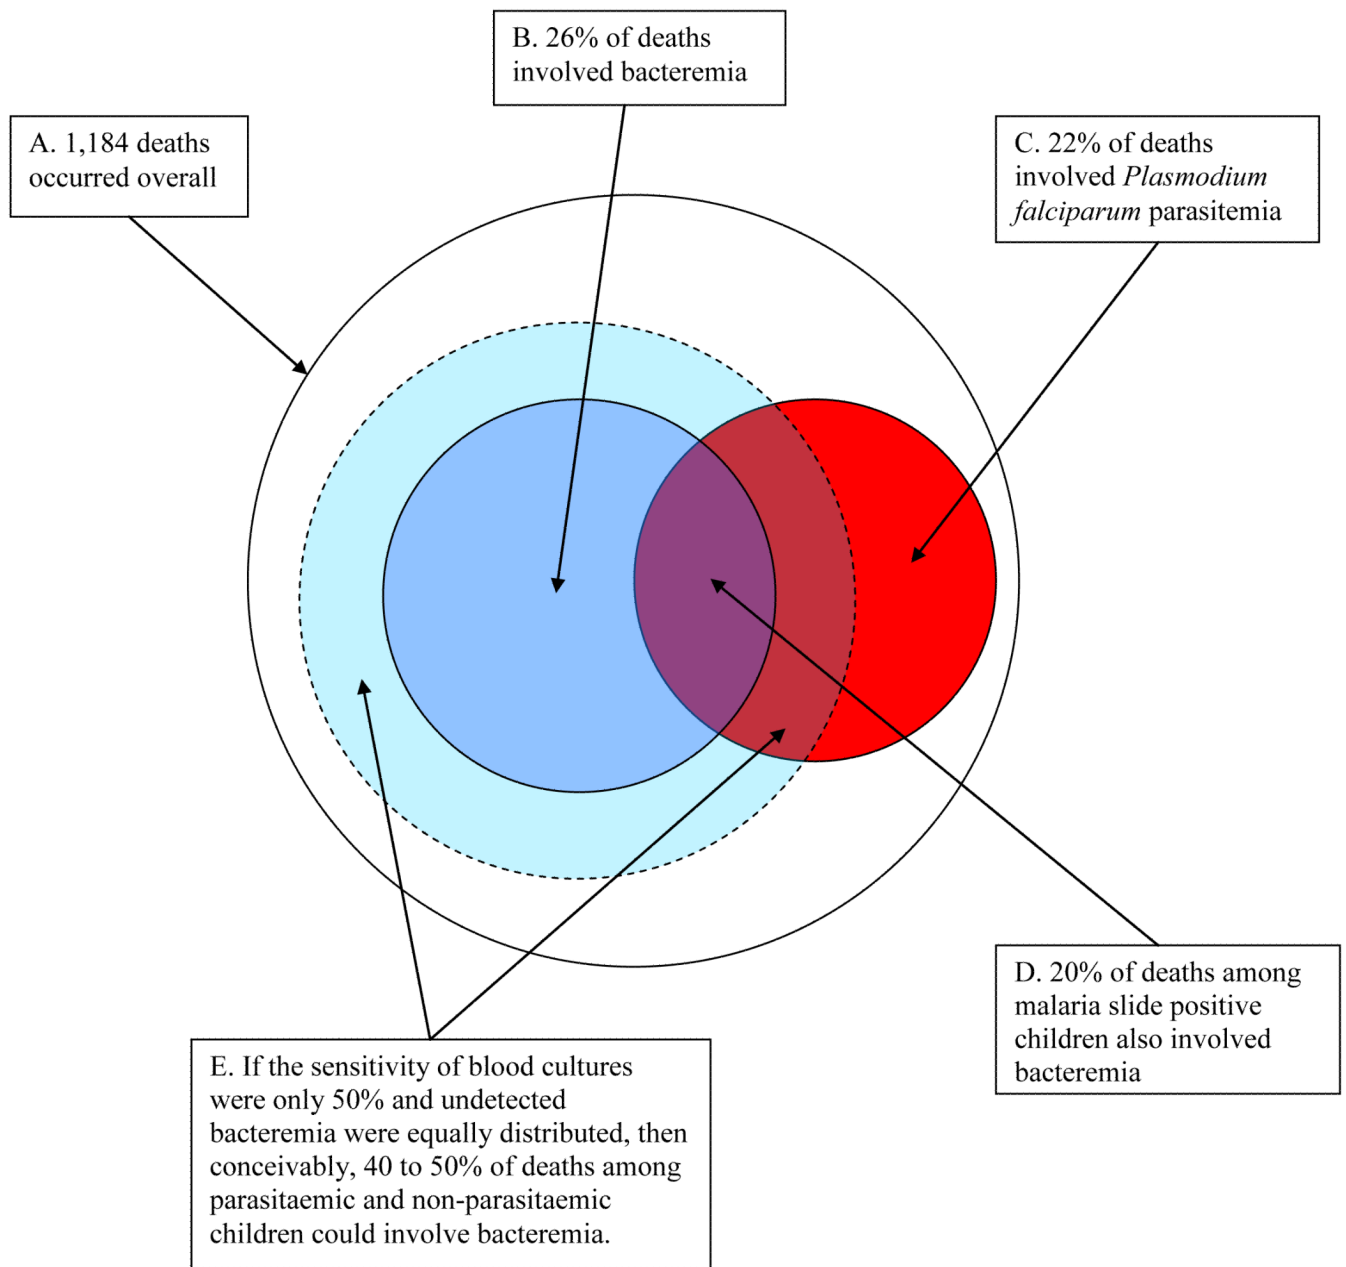 B. 26% of deaths
involved bacteremia
A. 1,184 deaths
occurred overall
C. 22% of deaths
involved Plasmodium
falciparum parasitemia
D. 20% of deaths among
malaria slide positive
children also involved
bacteremia
E. If the sensitivity of blood cultures
were only 50% and undetected
bacteremia were equally distributed, then
conceivably, 40 to 50% of deaths among
parasitaemic and non-parasitaemic
children could involve bacteremia.